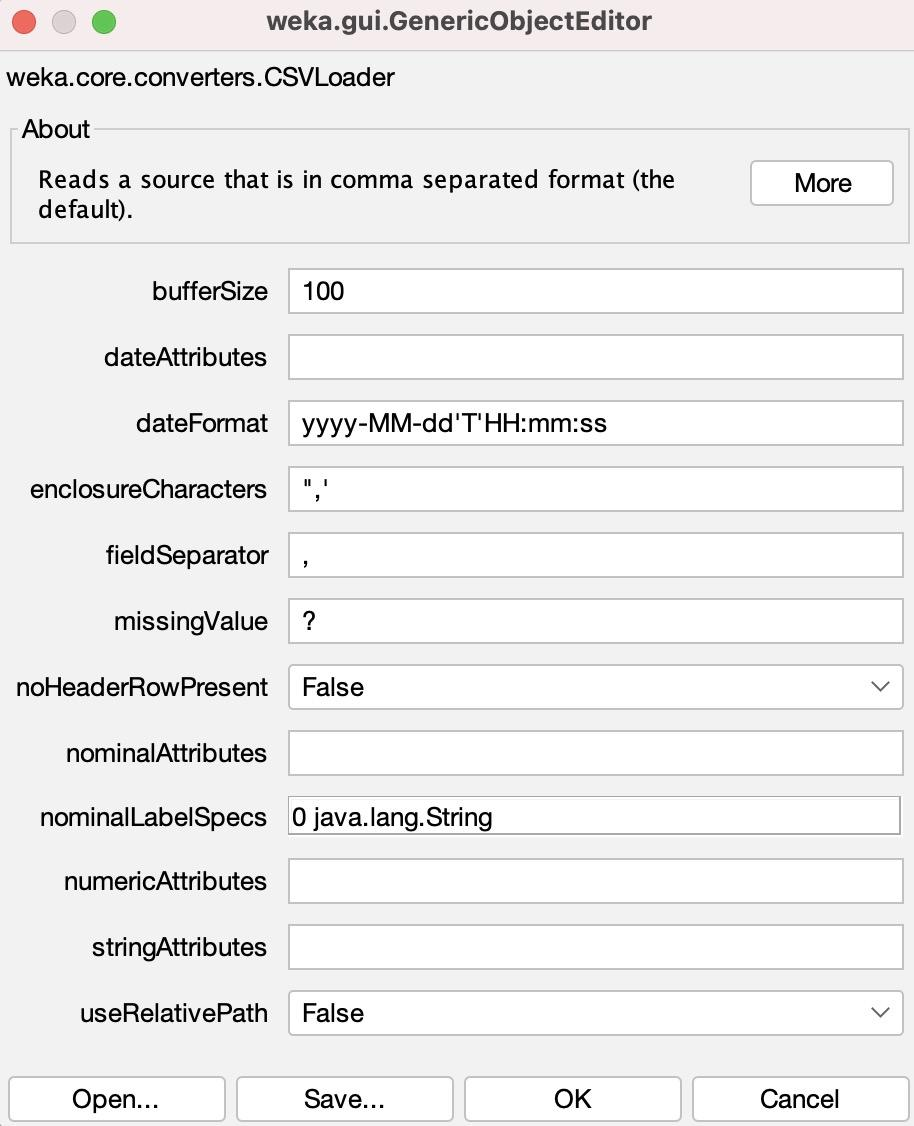 weka.gui.GenericObjectEditor
weka.core.converters.CSVLoader
About
Reads a source that is in comma separated format (the
default).
More
bufferSize 100
dateAttributes
dateFormat yyyy-MM-dd'T'HH:mm:ss
enclosureCharacters ",'
fieldSeparator ,
missingValue ?
noHeaderRowPresent False
nominalAttributes
nominalLabelSpecs 0 java.lang.String
numericAttributes
stringAttributes
useRelativePath False
Open... Save... OK Cancel